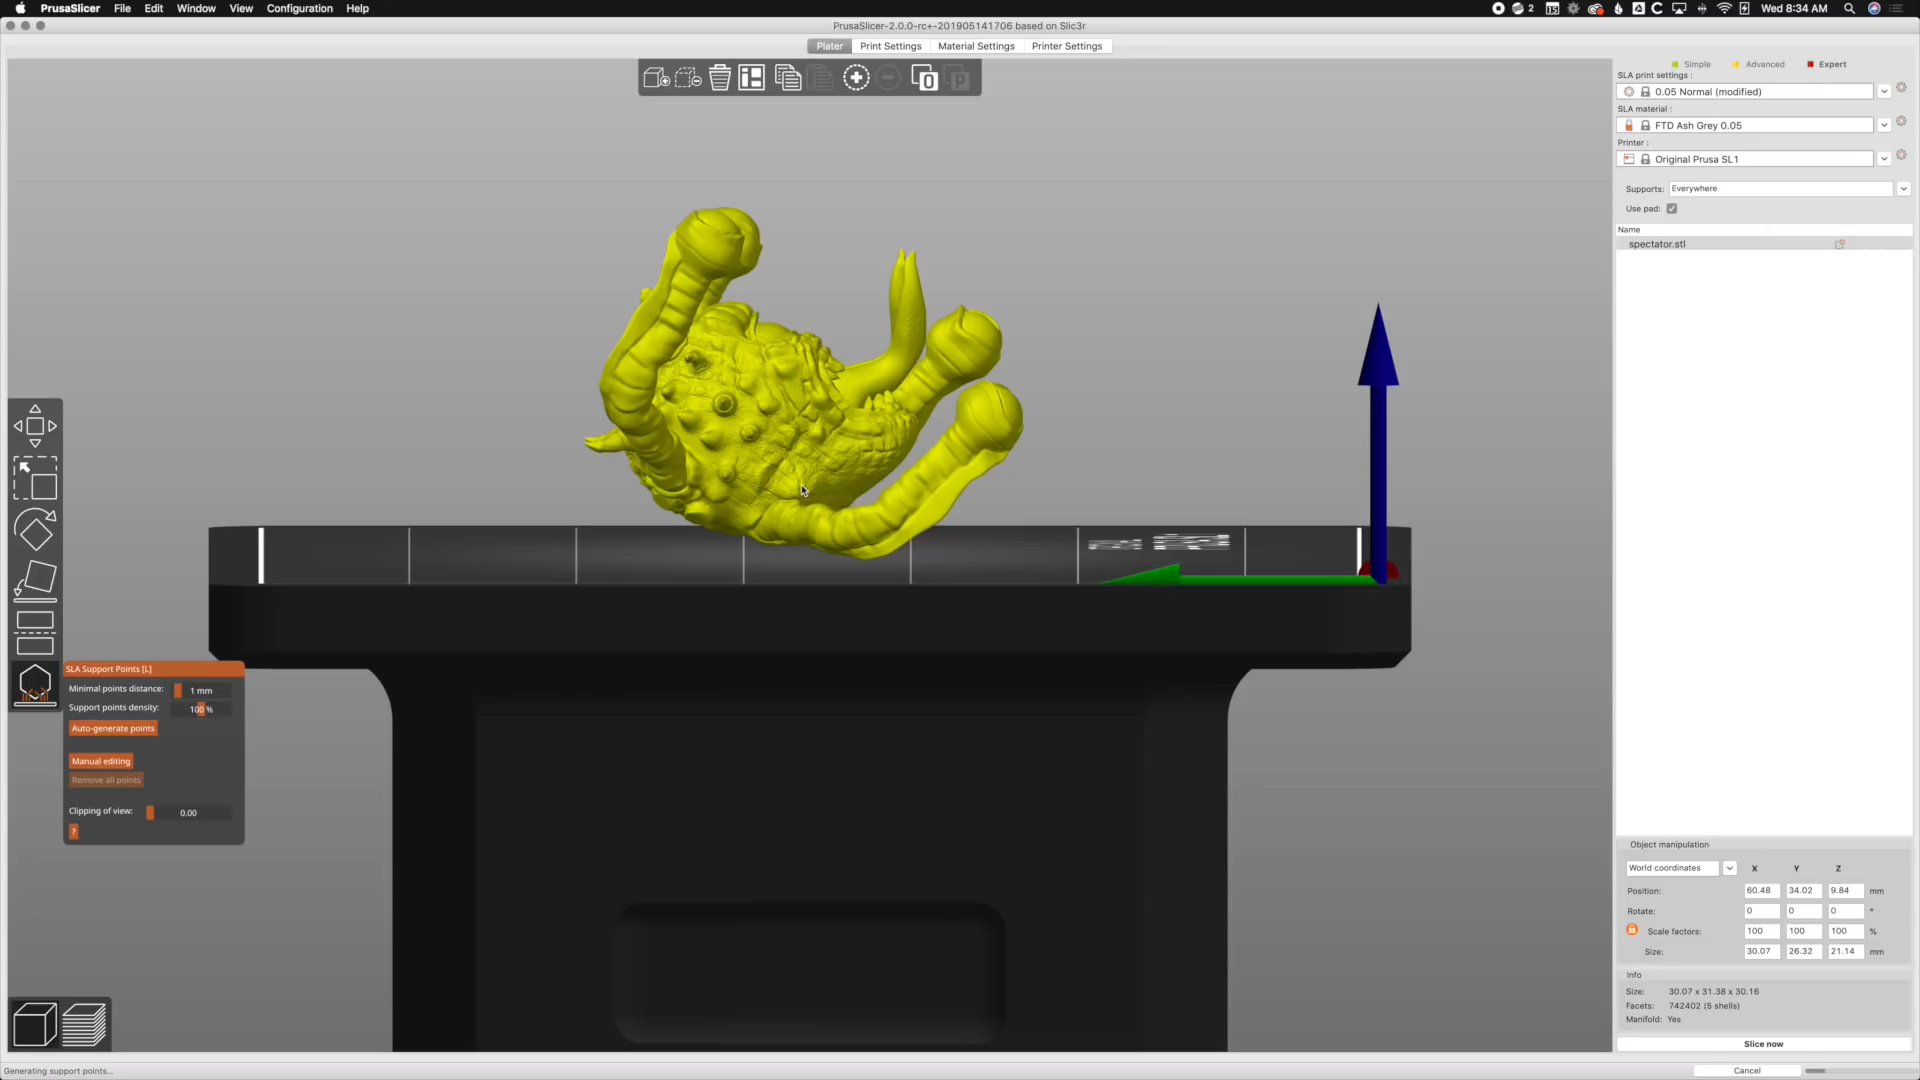 PrusaSlicer File Edit Window View Configuration Help
2
15
Wed 8:34 AM
PrusaSlicer-2.0.0-rc+-201905141706 based on Slic3r
Plater Print Settings Material Settings Printer Settings
Simple Advanced Expert
SLA print settings :
0.05 Normal (modified)
SLA material :
FTD Ash Grey 0.05
Printer :
Original Prusa SL1
Supports: Everywhere
Use pad:
Name
spectator.stl
SLA Support Points [L]
Minimal points distance: 1 mm
Support points density: 100 %
Auto-generate points
Manual editing
Remove all points
Clipping of view: 0.00
?
Object manipulation
World coordinates X Y Z
Position: 60.48 34.02 9.84 mm
Rotate: 0 0 0 °
Scale factors: 100 100 100 %
Size: 30.07 26.32 21.14 mm
Info
Size: 30.07 x 31.38 x 30.16
Facets: 742402 (5 shells)
Manifold: Yes
Slice now
Generating support points...
Cancel